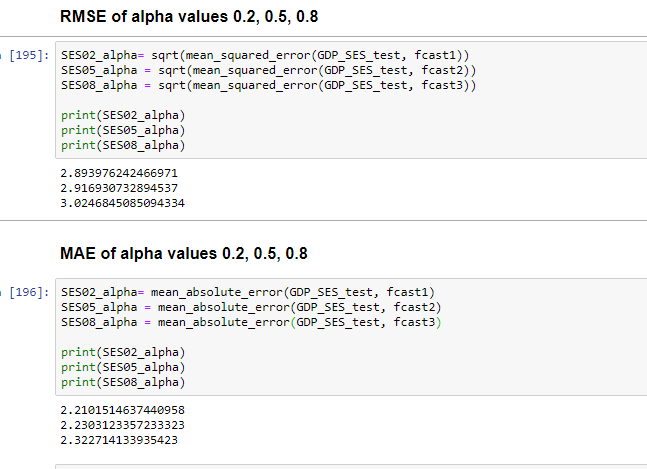 RMSE of alpha values 0.2, 0.5, 0.8
[195]: SES02_alpha= sqrt(mean_squared_error(GDP_SES_test, fcast1))
SES05_alpha = sqrt(mean_squared_error(GDP_SES_test, fcast2))
SES08_alpha = sqrt(mean_squared_error(GDP_SES_test, fcast3))
print(SES02_alpha)
print(SES05_alpha)
print(SES08_alpha)
2.893976242466971
2.916930732894537
3.0246845085094334
MAE of alpha values 0.2, 0.5, 0.8
[196]: SES02_alpha= mean_absolute_error(GDP_SES_test, fcast1)
SES05_alpha = mean_absolute_error(GDP_SES_test, fcast2)
SES08_alpha = mean_absolute_error(GDP_SES_test, fcast3)
print(SES02_alpha)
print(SES05_alpha)
print(SES08_alpha)
2.2101514637440958
2.2303123357233323
2.322714133935423